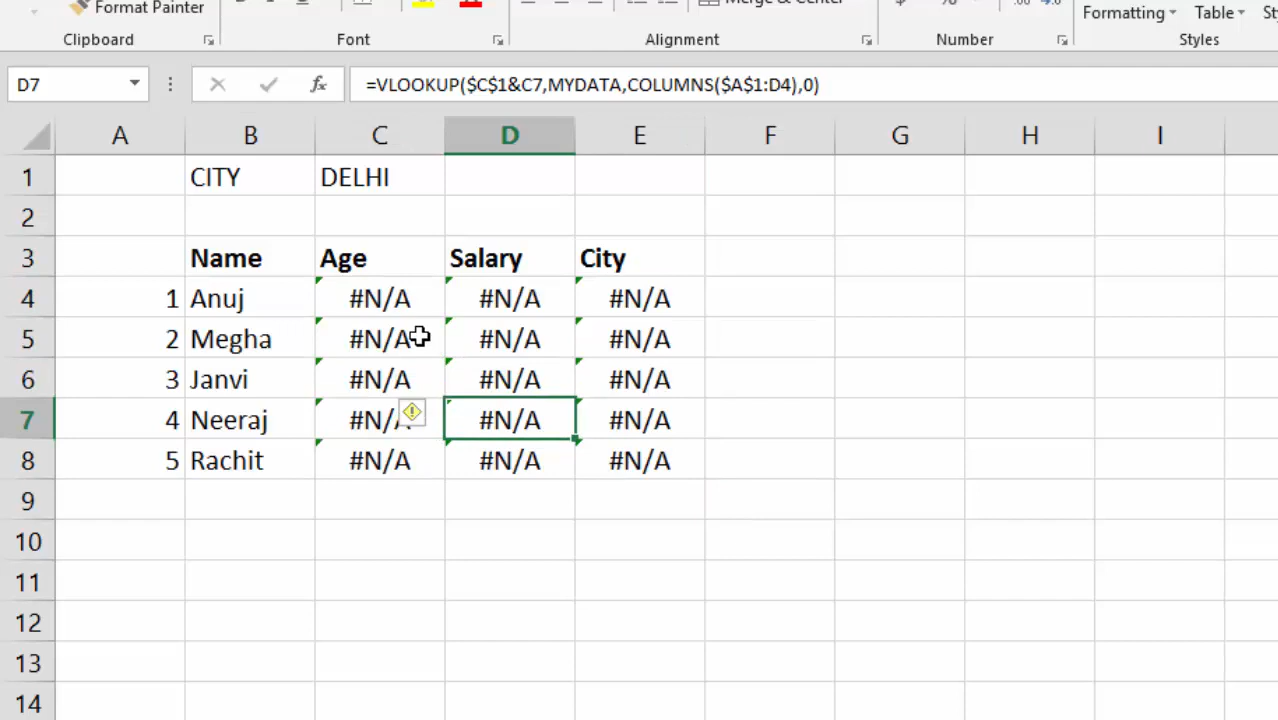 Format Painter
Merge & Center
$ %
Formatting Table
Clipboard Font Alignment Number Styles
D7 fx =VLOOKUP($C$1&C7,MYDATA,COLUMNS($A$1:D4),0)
A B C D E F G H I
1 CITY DELHI
2
3 Name Age Salary City
4 1 Anuj #N/A #N/A #N/A
5 2 Megha #N/A #N/A #N/A
6 3 Janvi #N/A #N/A #N/A
7 4 Neeraj #N/A #N/A #N/A
8 5 Rachit #N/A #N/A #N/A
9
10
11
12
13
14